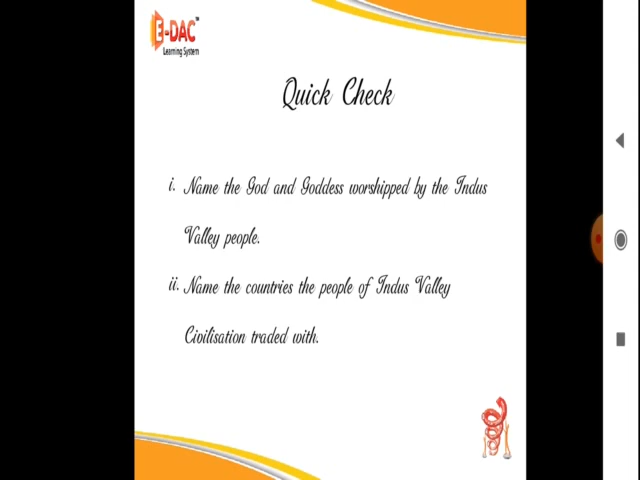 E-DAC
Learning System
Quick Check
i. Name the God and Goddess worshipped by the Indus
Valley people.
ii. Name the countries the people of Indus Valley
Civilisation traded with.